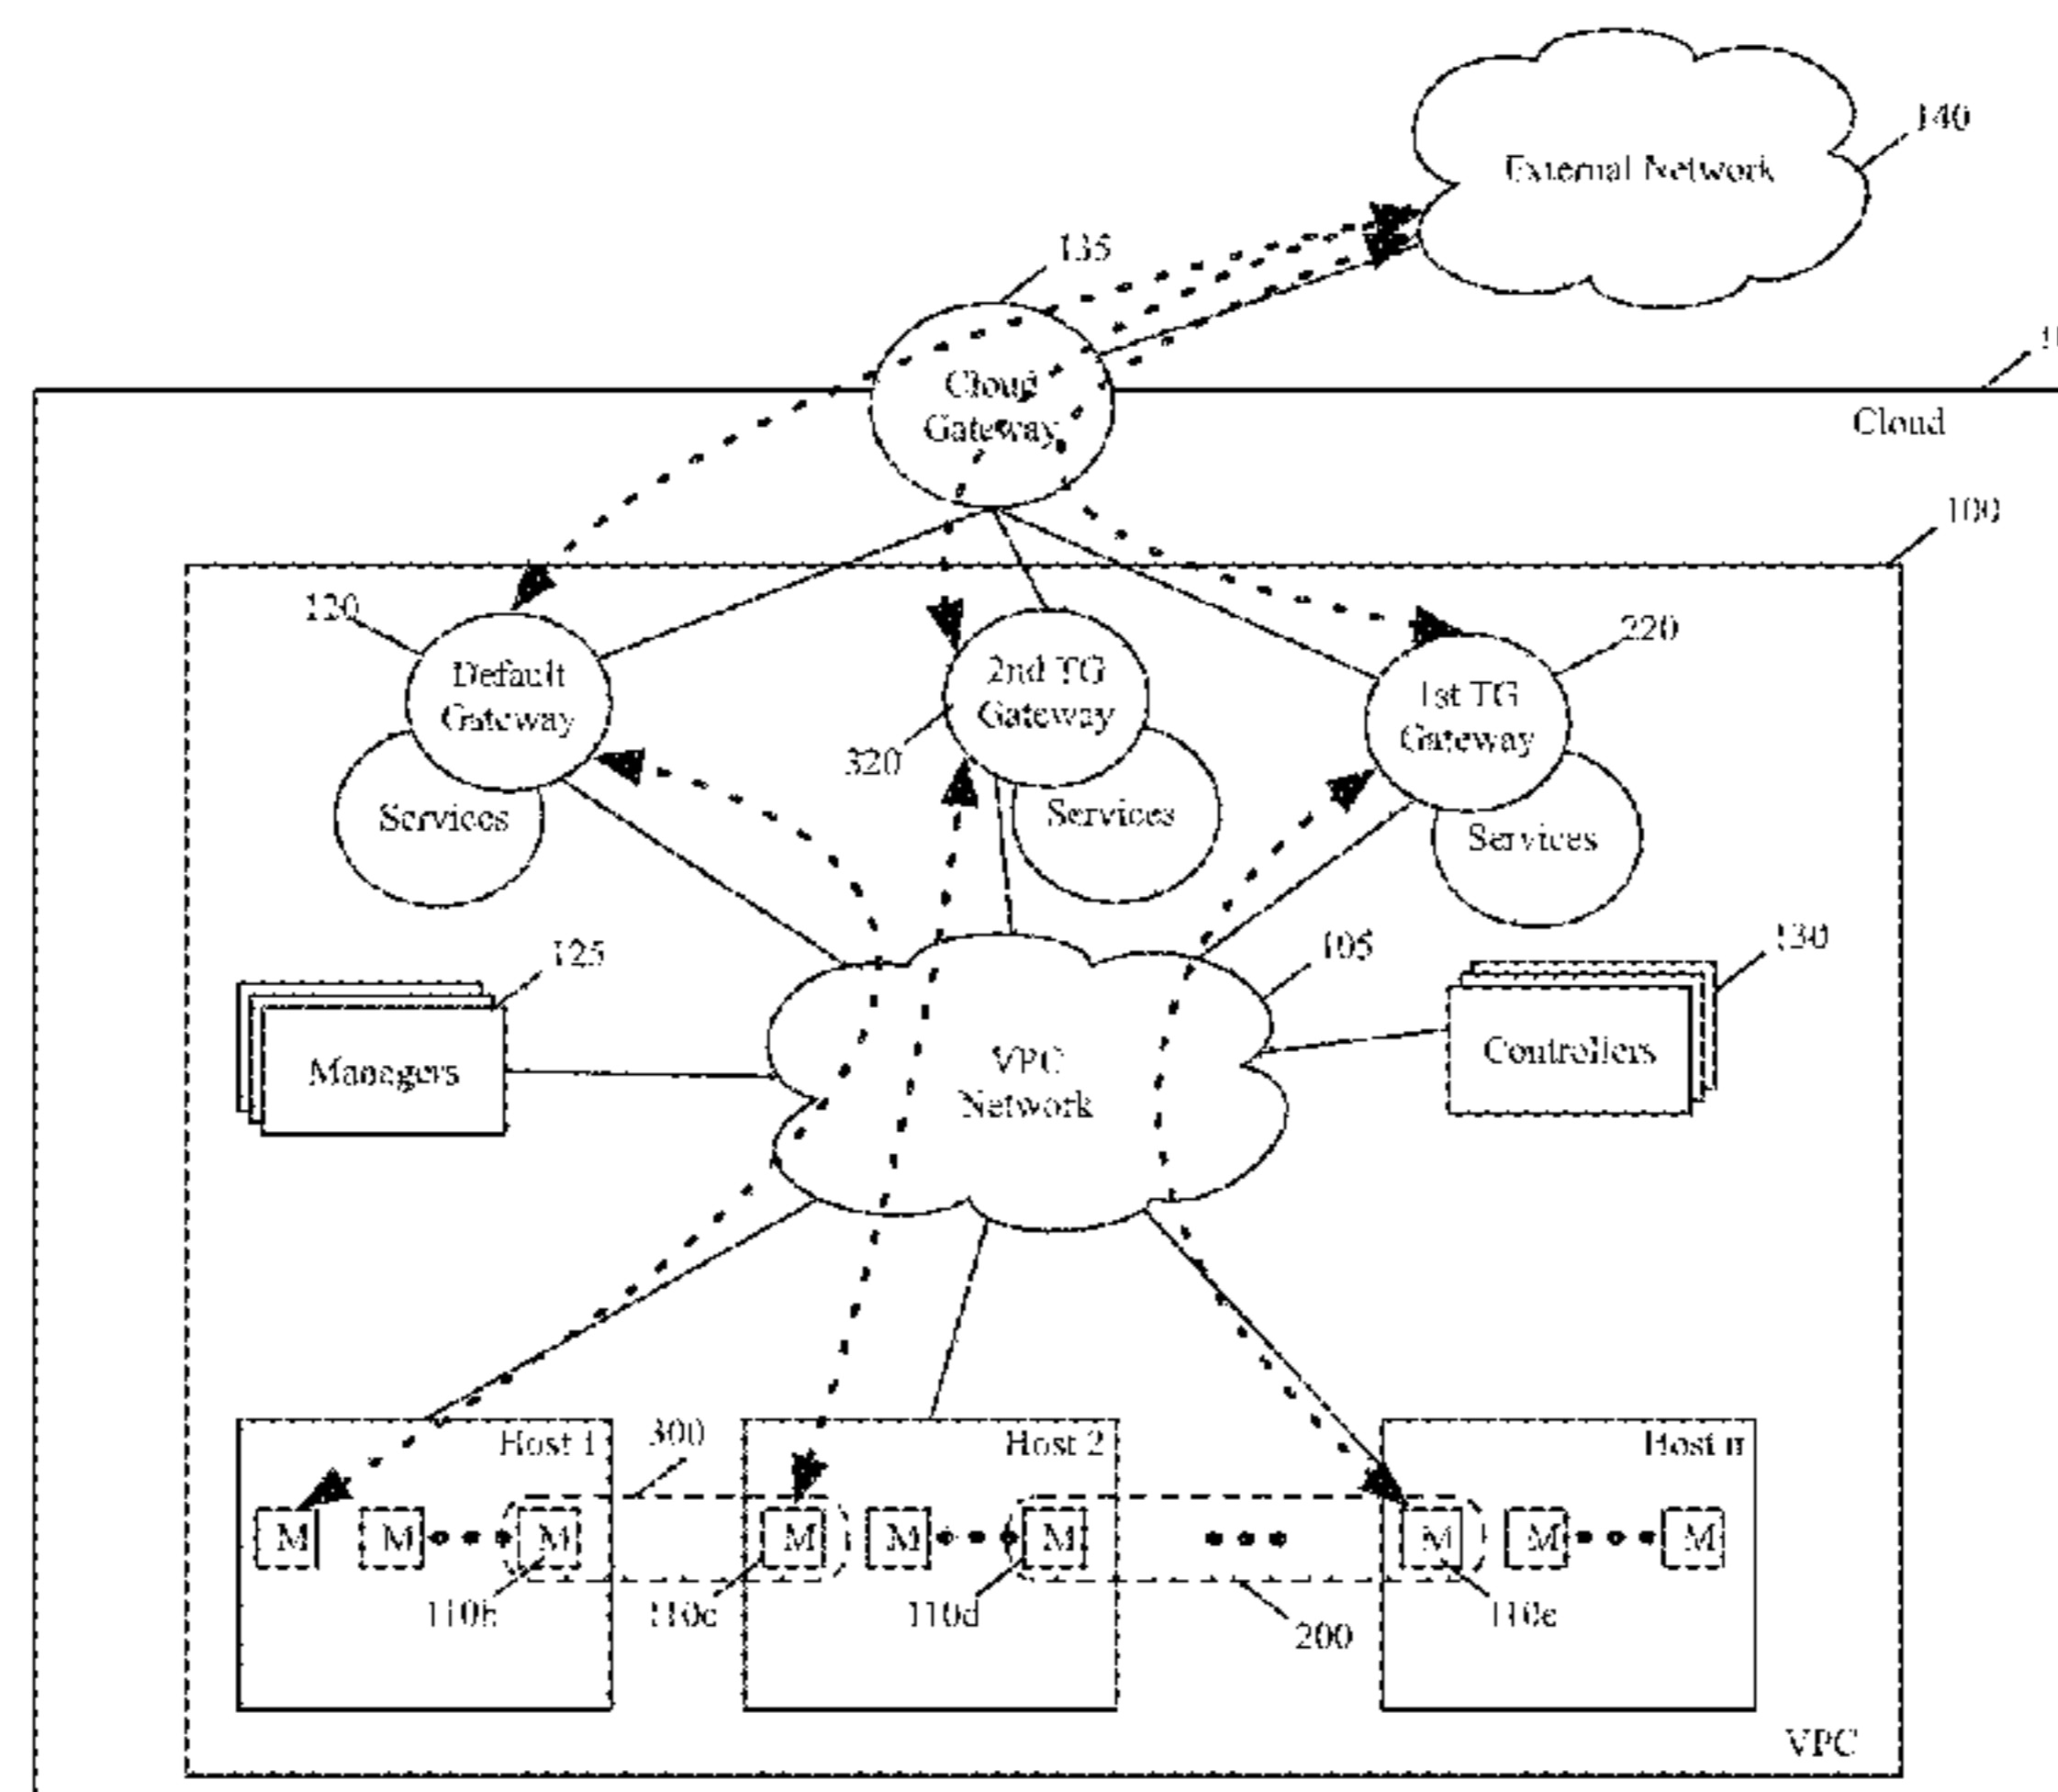 140
External Network
135
Cloud
Gateway
Cloud
100
120
220
Default
Gateway
2nd TG
Gateway
1st TG
Gateway
320
Services
Services
Services
125
105
130
Managers
VPC
Network
Controllers
Host 1
300
Host 2
Host n
M
M
M
M
M
M
M
M
M
110b
110c
110d
110e
200
VPC